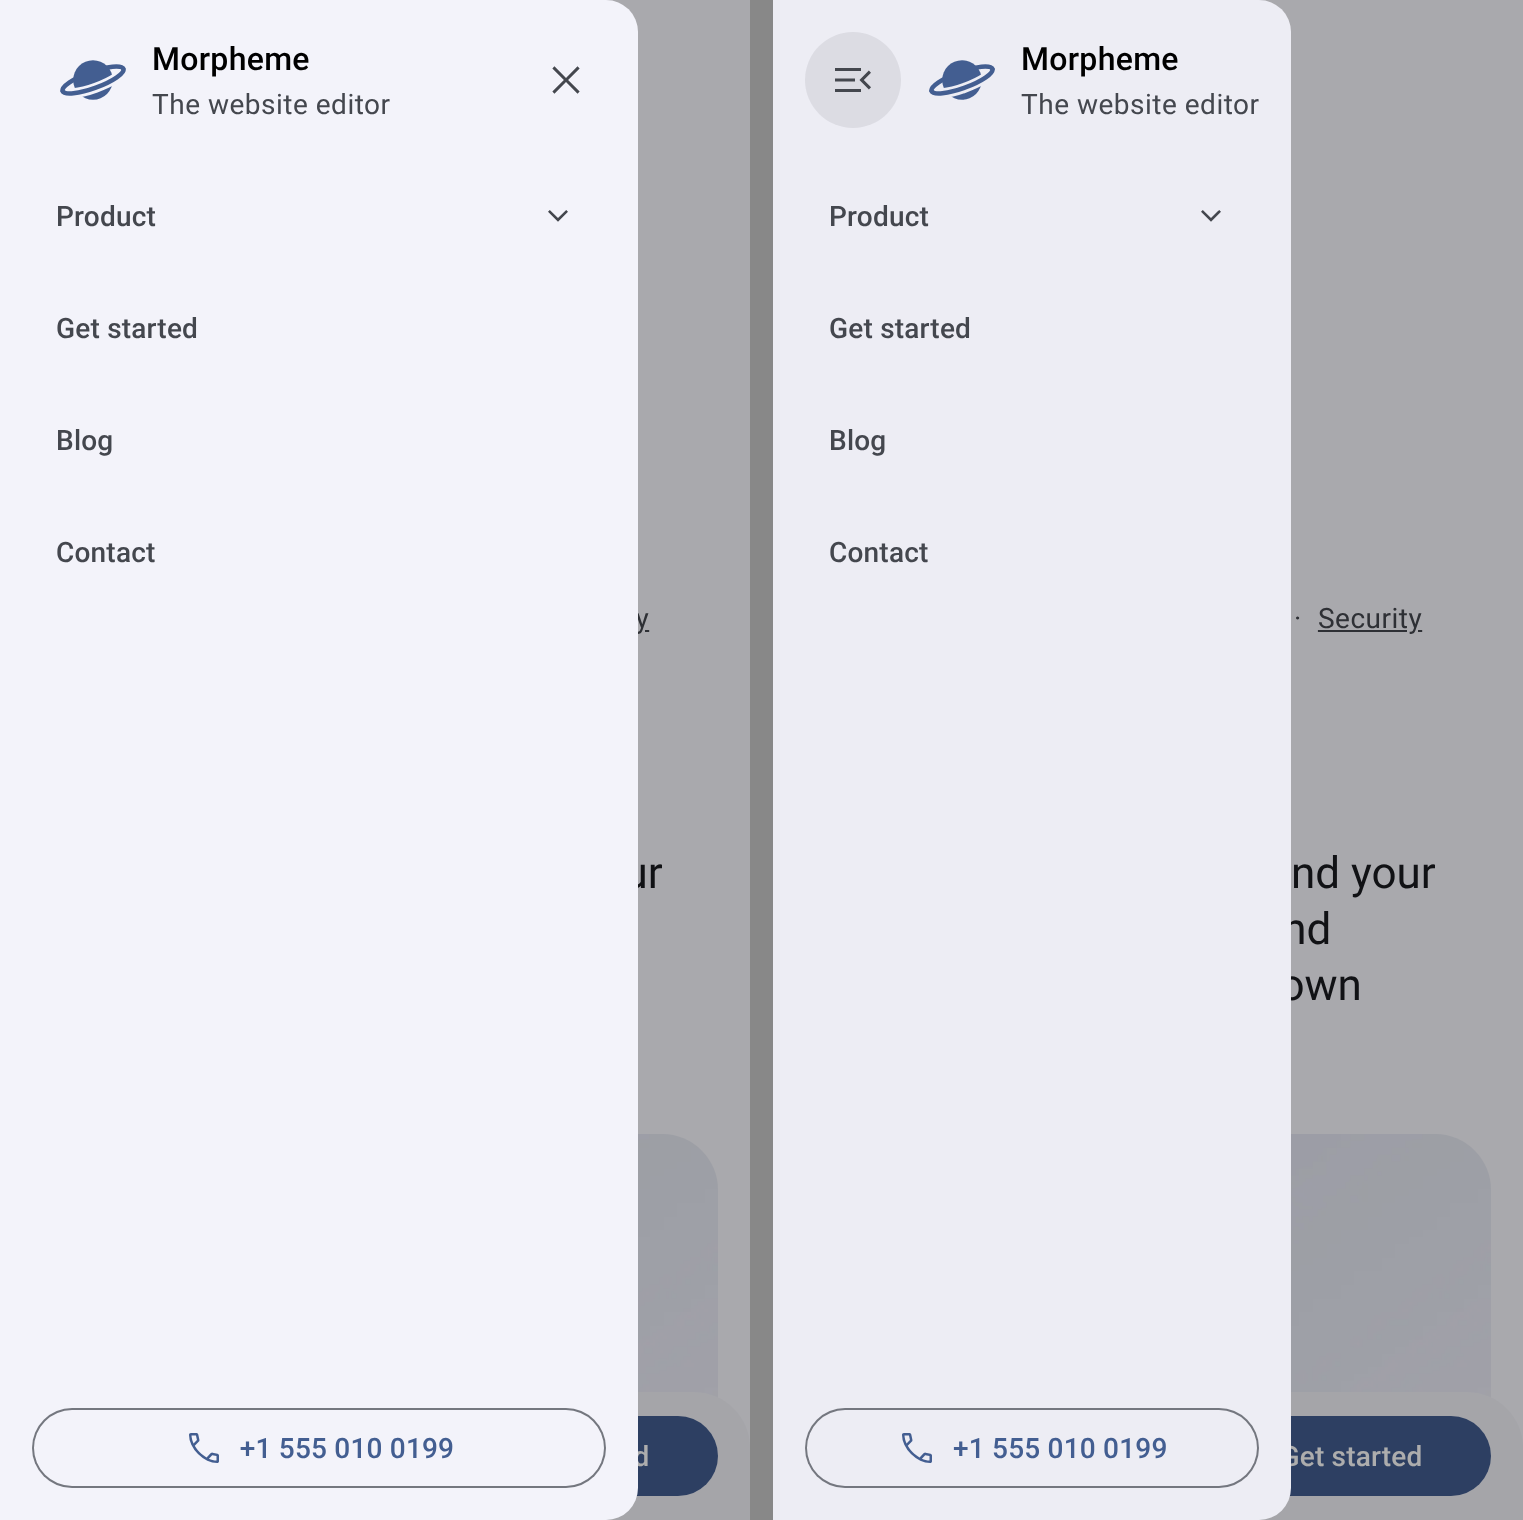 Morpheme
The website editor
Product
Get started
Blog
Contact
+1 555 010 0199
Morpheme
The website editor
Product
Get started
Blog
Contact
· Security
nd your
nd
own
+1 555 010 0199
Get started